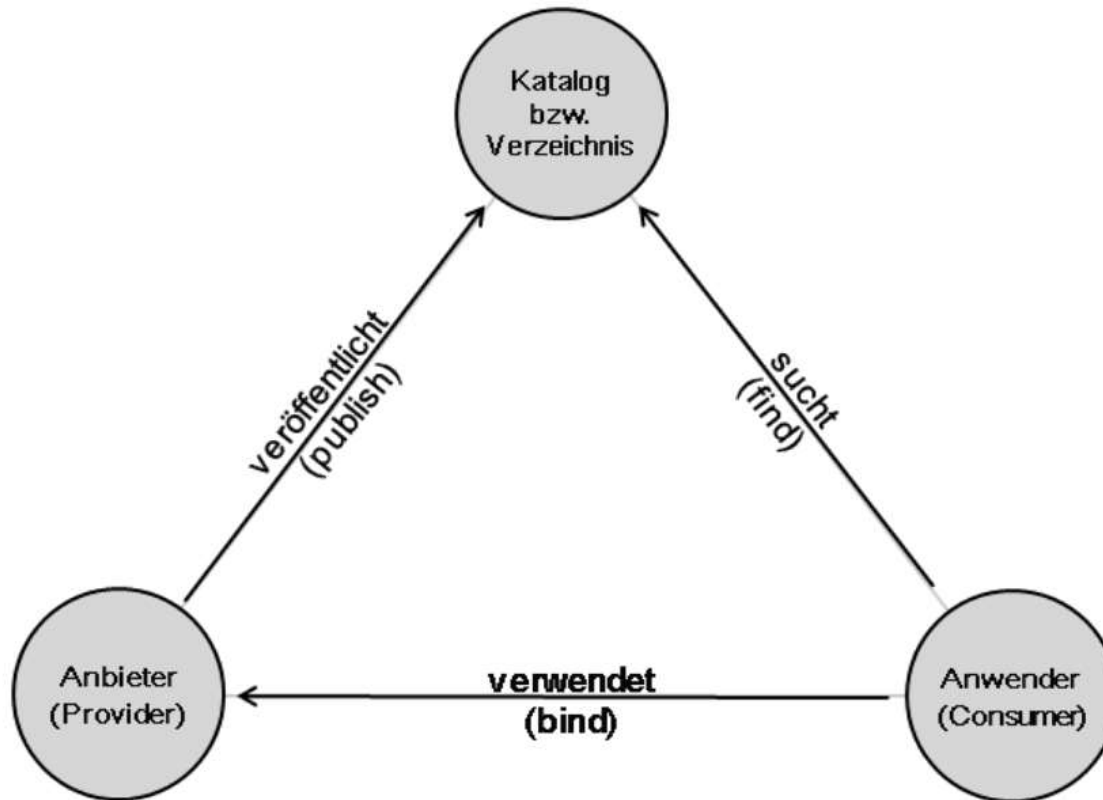 Katalog
bzw.
Verzeichnis
veröffentlicht
(publish)
sucht
(find)
Anbieter
(Provider)
verwendet
(bind)
Anwender
(Consumer)